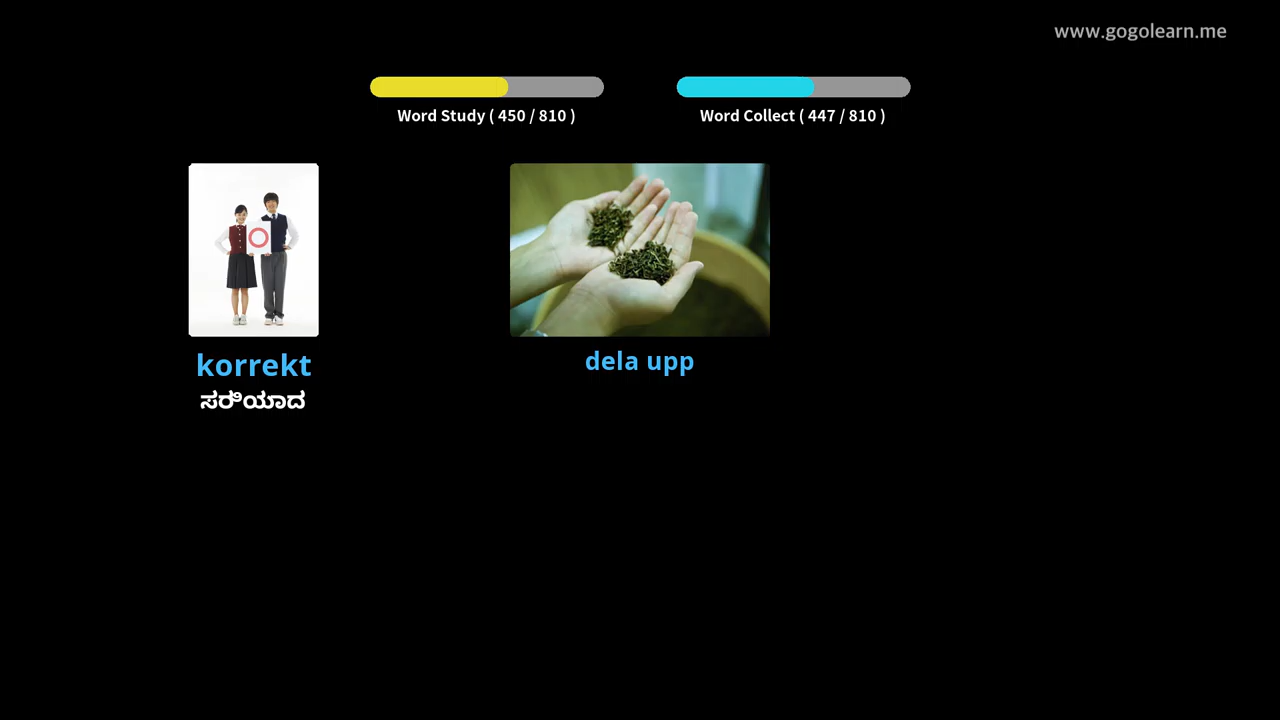 www.gogolearn.me
Word Study ( 450 / 810 )
Word Collect ( 447 / 810 )
korrekt
ಸರಿಯಾದ
dela upp